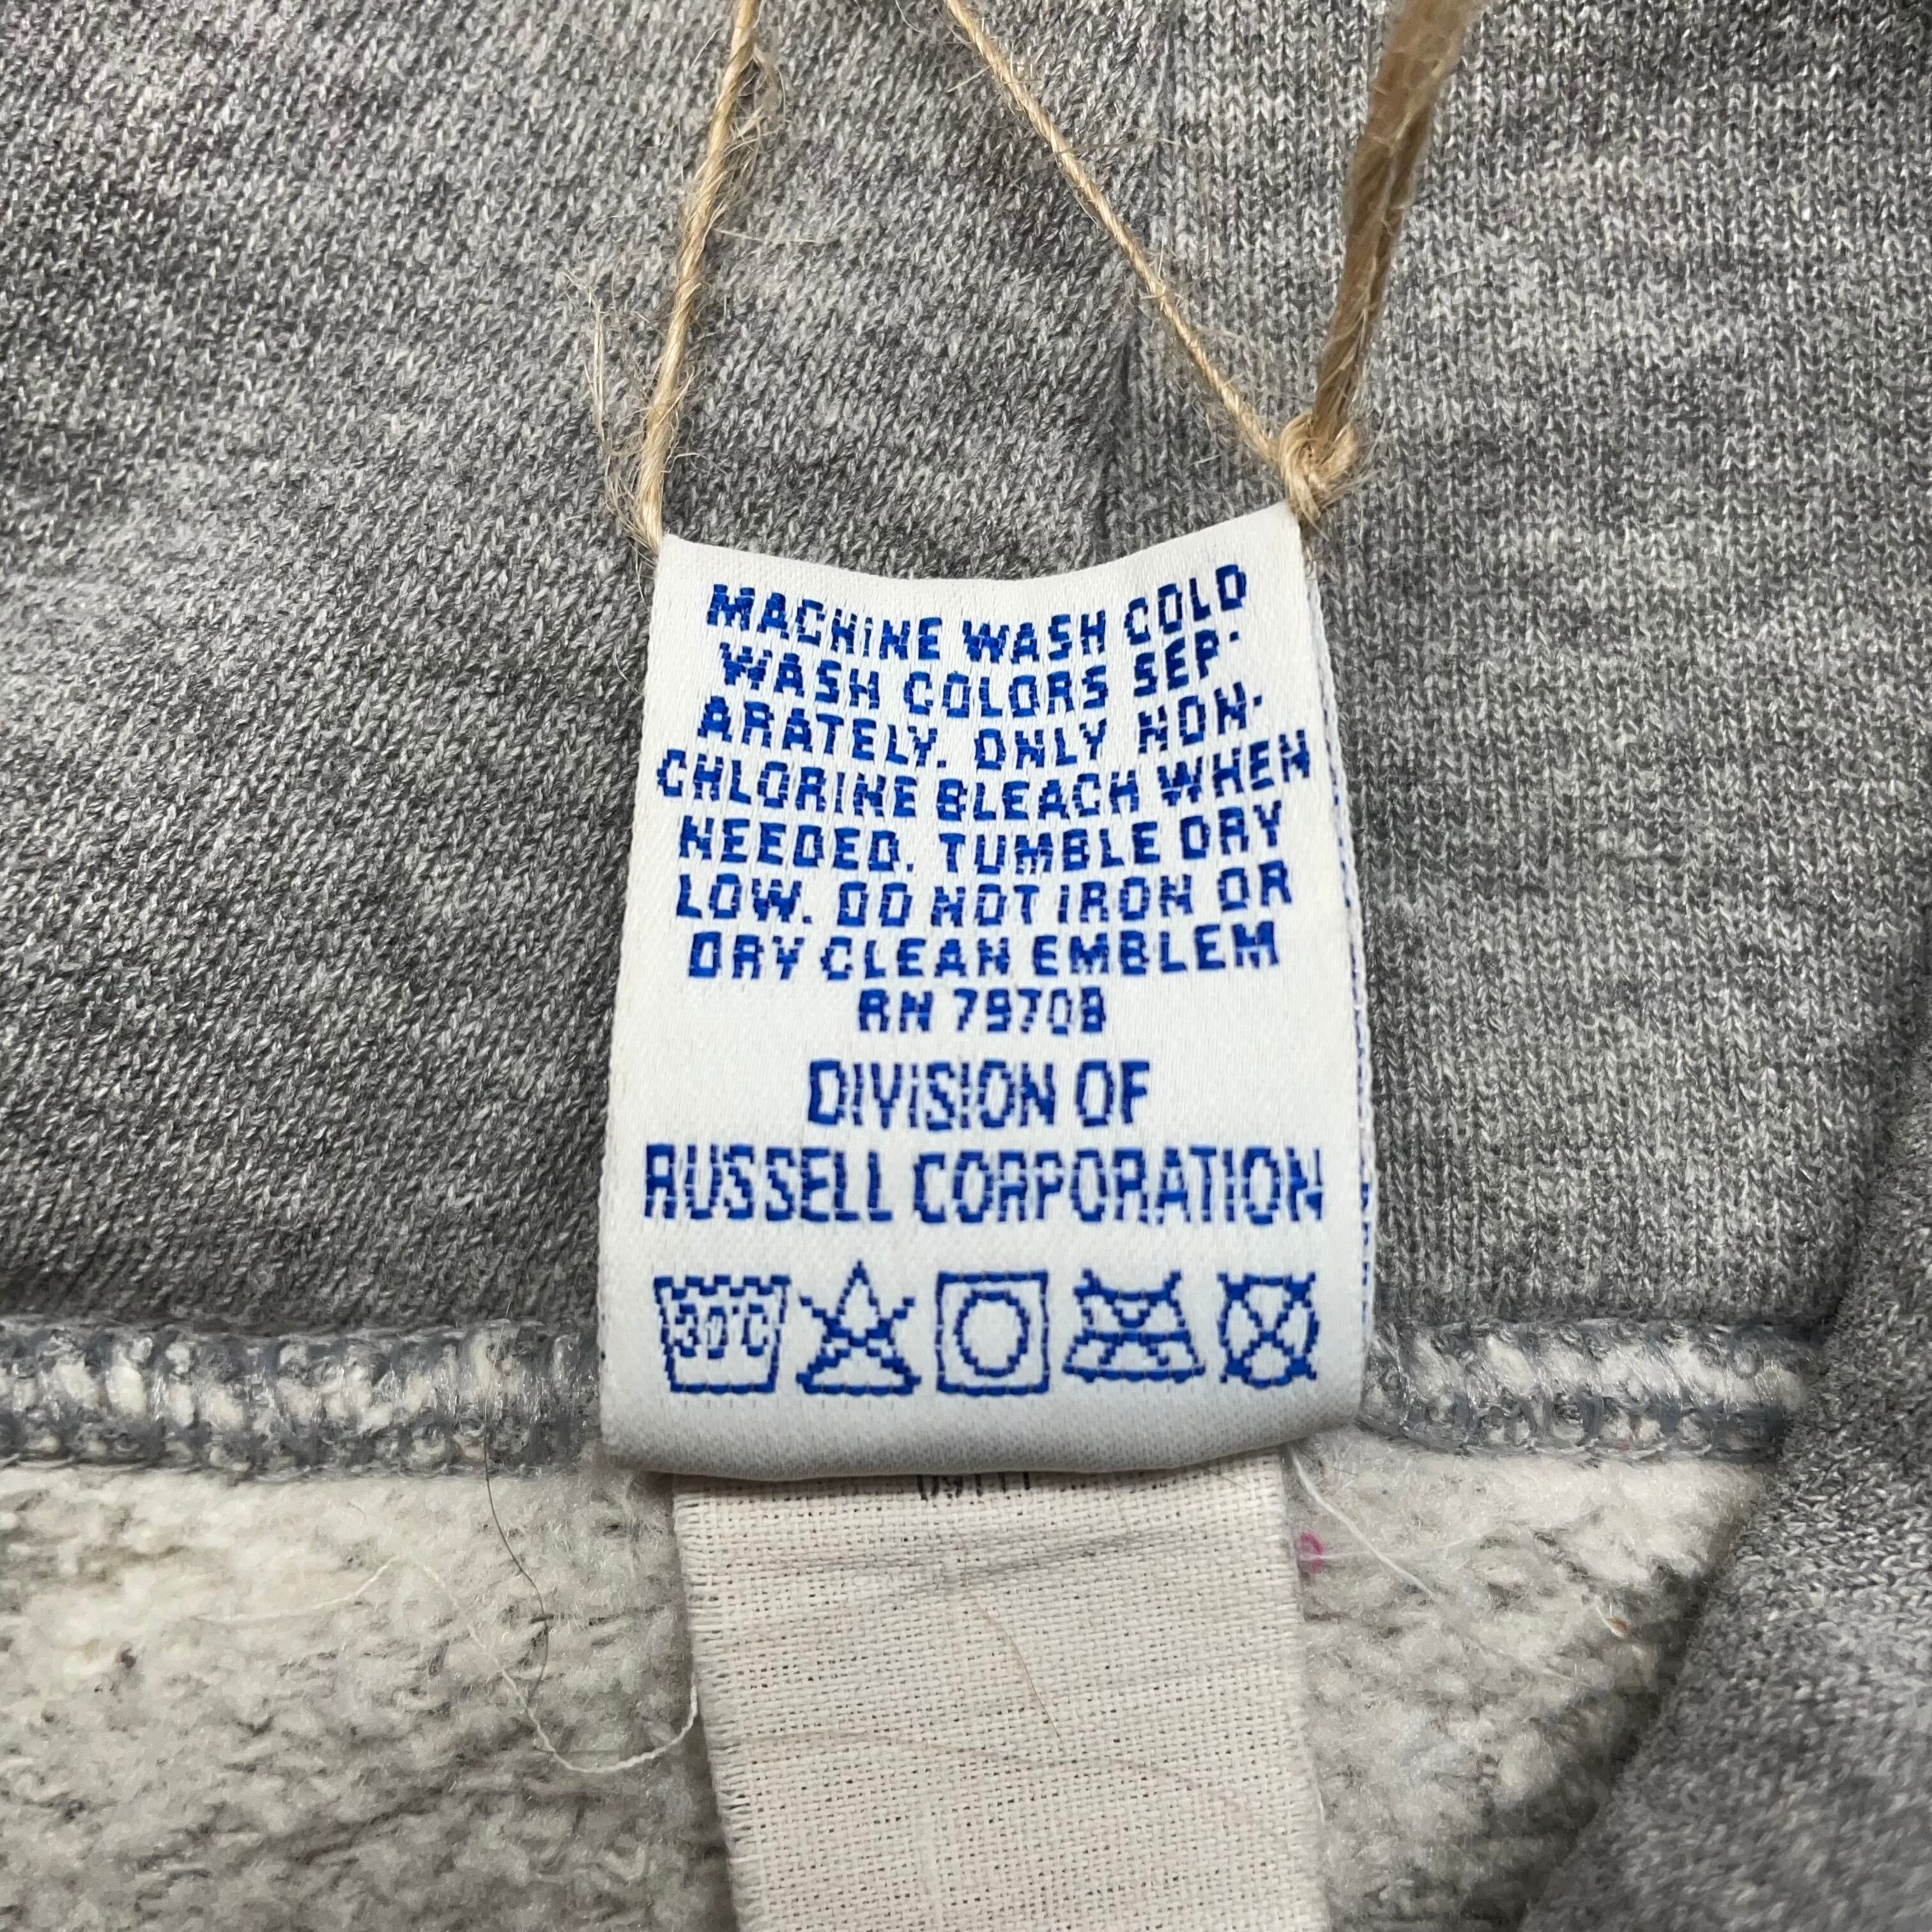 MACHINE WASH COLD
WASH COLORS SEP-
ARATELY. ONLY NON-
CHLORINE BLEACH WHEN
NEEDED. TUMBLE DRY
LOW. DO NOT IRON OR
DRY CLEAN EMBLEM
RN 79708
DIVISION OF
RUSSELL CORPORATION
30°C